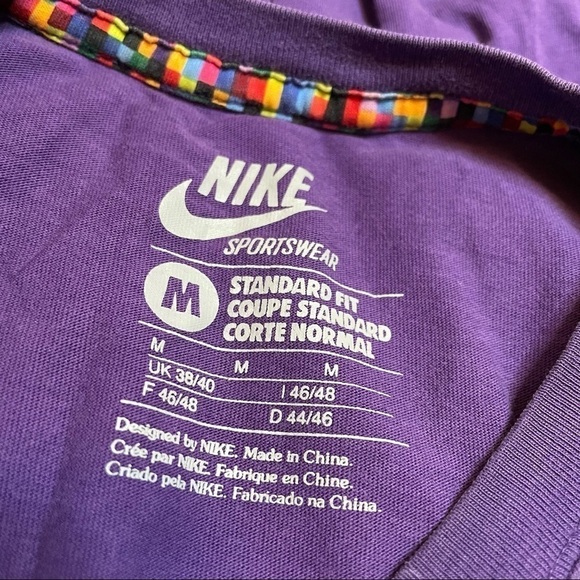 NIKE
SPORTSWEAR
M
STANDARD FIT
COUPE STANDARD
CORTE NORMAL
M M M
UK 38/40 I 46/48
F 46/48 D 44/46
Designed by NIKE. Made in China.
Crée par NIKE. Fabrique en Chine.
Criado pela NIKE. Fabricado na China.